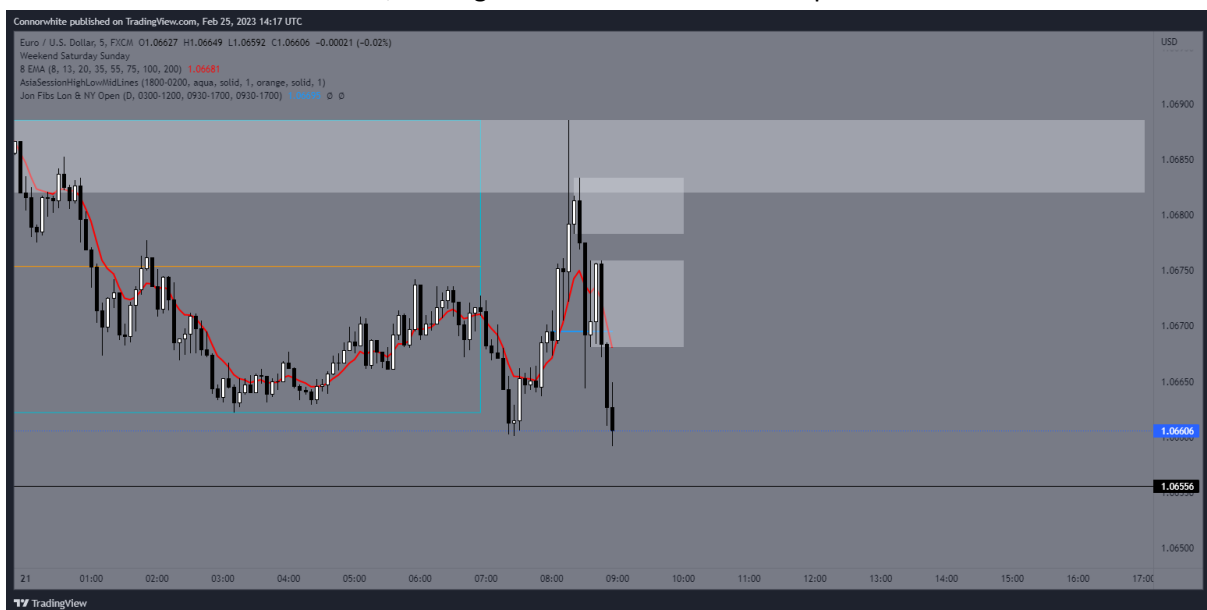 Connorwhite published on TradingView.com, Feb 25, 2023 14:17 UTC
Euro / U.S. Dollar, 5, FXCM O1.06627 H1.06649 L1.06592 C1.06606 −0.00021 (−0.02%)
USD
Weekend Saturday Sunday
8 EMA (8, 13, 20, 35, 55, 75, 100, 200) 1.06681
AsiaSessionHighLowMidLines (1800-0200, aqua, solid, 1, orange, solid, 1)
Jon Fibs Lon & NY Open (D, 0300-1200, 0930-1700, 0930-1700) Ø Ø
1.06900
1.06850
1.06800
1.06750
1.06700
1.06650
1.06606
1.06556
1.06500
21 01:00 02:00 03:00 04:00 05:00 06:00 07:00 08:00 09:00 10:00 11:00 12:00 13:00 14:00 15:00 16:00
TradingView